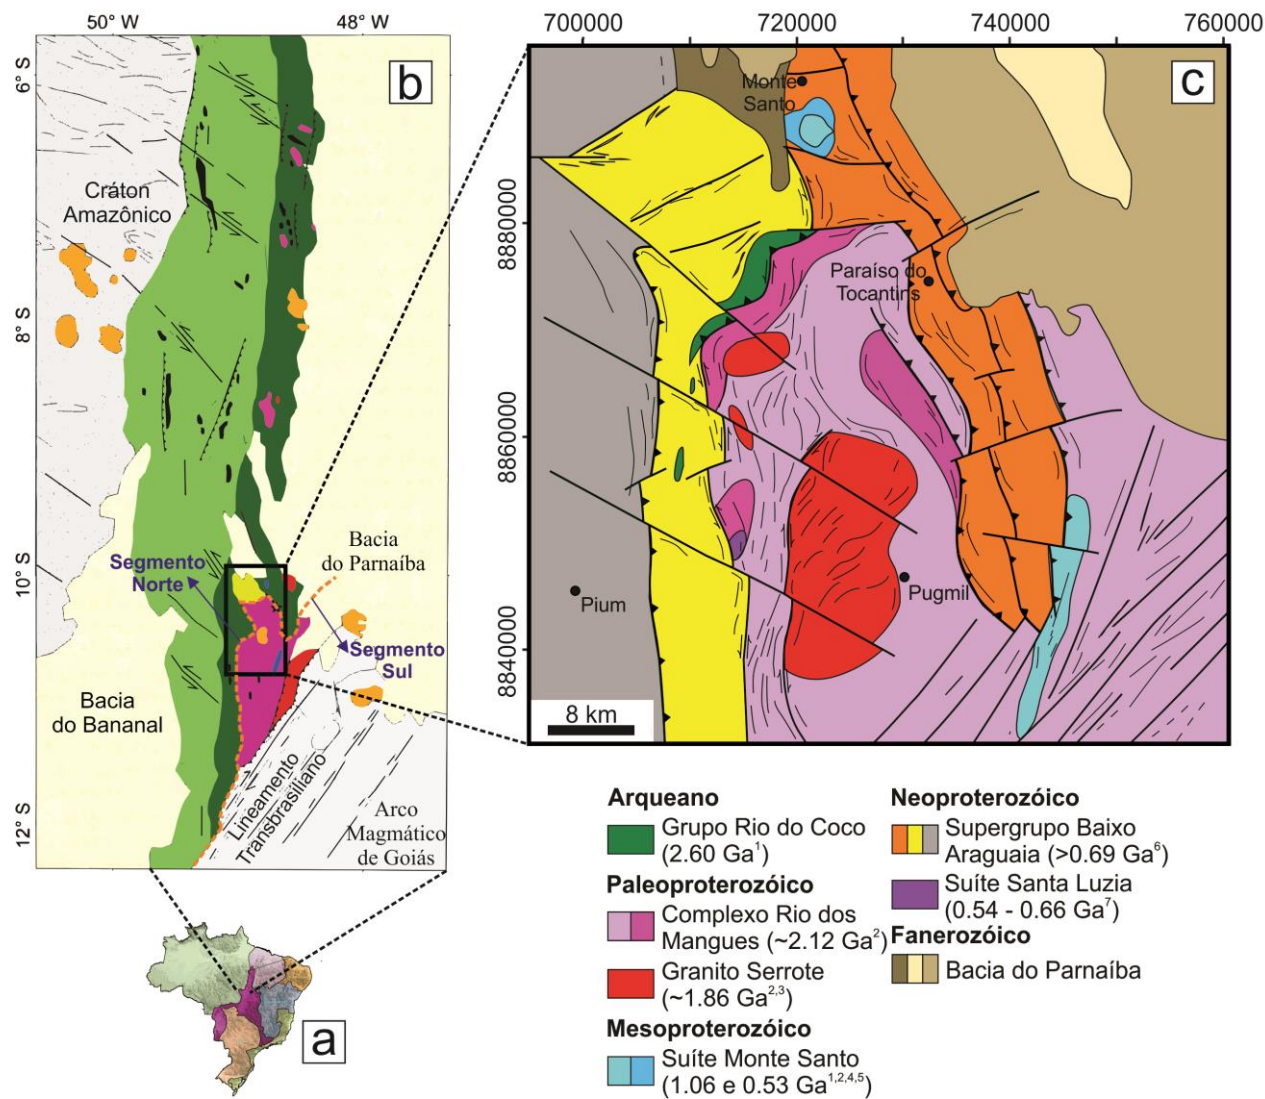 50° W
48° W
6°S
8°S
10°S
12° S
b
Cráton
Amazônico
Segmento
Norte
Bacia
do Parnaíba
Segmento
Sul
Bacia
do Bananal
Lineamento
Transbrasiliano
Arco
Magmático
de Goiás
a
700000
720000
740000
760000
8880000
8860000
8840000
c
Monte
Santo
Paraíso do
Tocantins
Pium
Pugmil
8 km
Arqueano
Grupo Rio do Coco
(2.60 Ga¹)
Paleoproterozóico
Complexo Rio dos
Mangues (~2.12 Ga²)
Granito Serrote
(~1.86 Ga²,³)
Mesoproterozóico
Suíte Monte Santo
(1.06 e 0.53 Ga¹,²,⁴,⁵)
Neoproterozóico
Supergrupo Baixo
Araguaia (>0.69 Ga⁶)
Suíte Santa Luzia
(0.54 - 0.66 Ga⁷)
Fanerozóico
Bacia do Parnaíba